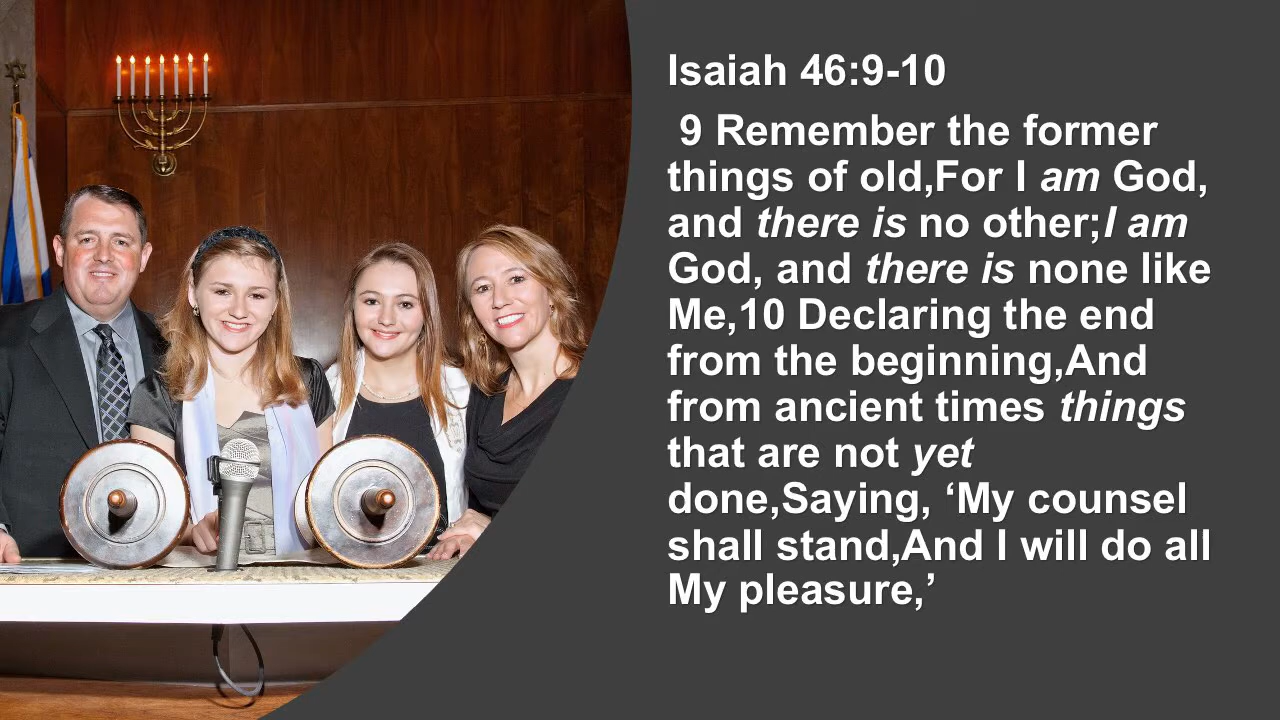 Isaiah 46:9-10
9 Remember the former
things of old,For I am God,
and there is no other;I am
God, and there is none like
Me,10 Declaring the end
from the beginning,And
from ancient times things
that are not yet
done,Saying, ‘My counsel
shall stand,And I will do all
My pleasure,’